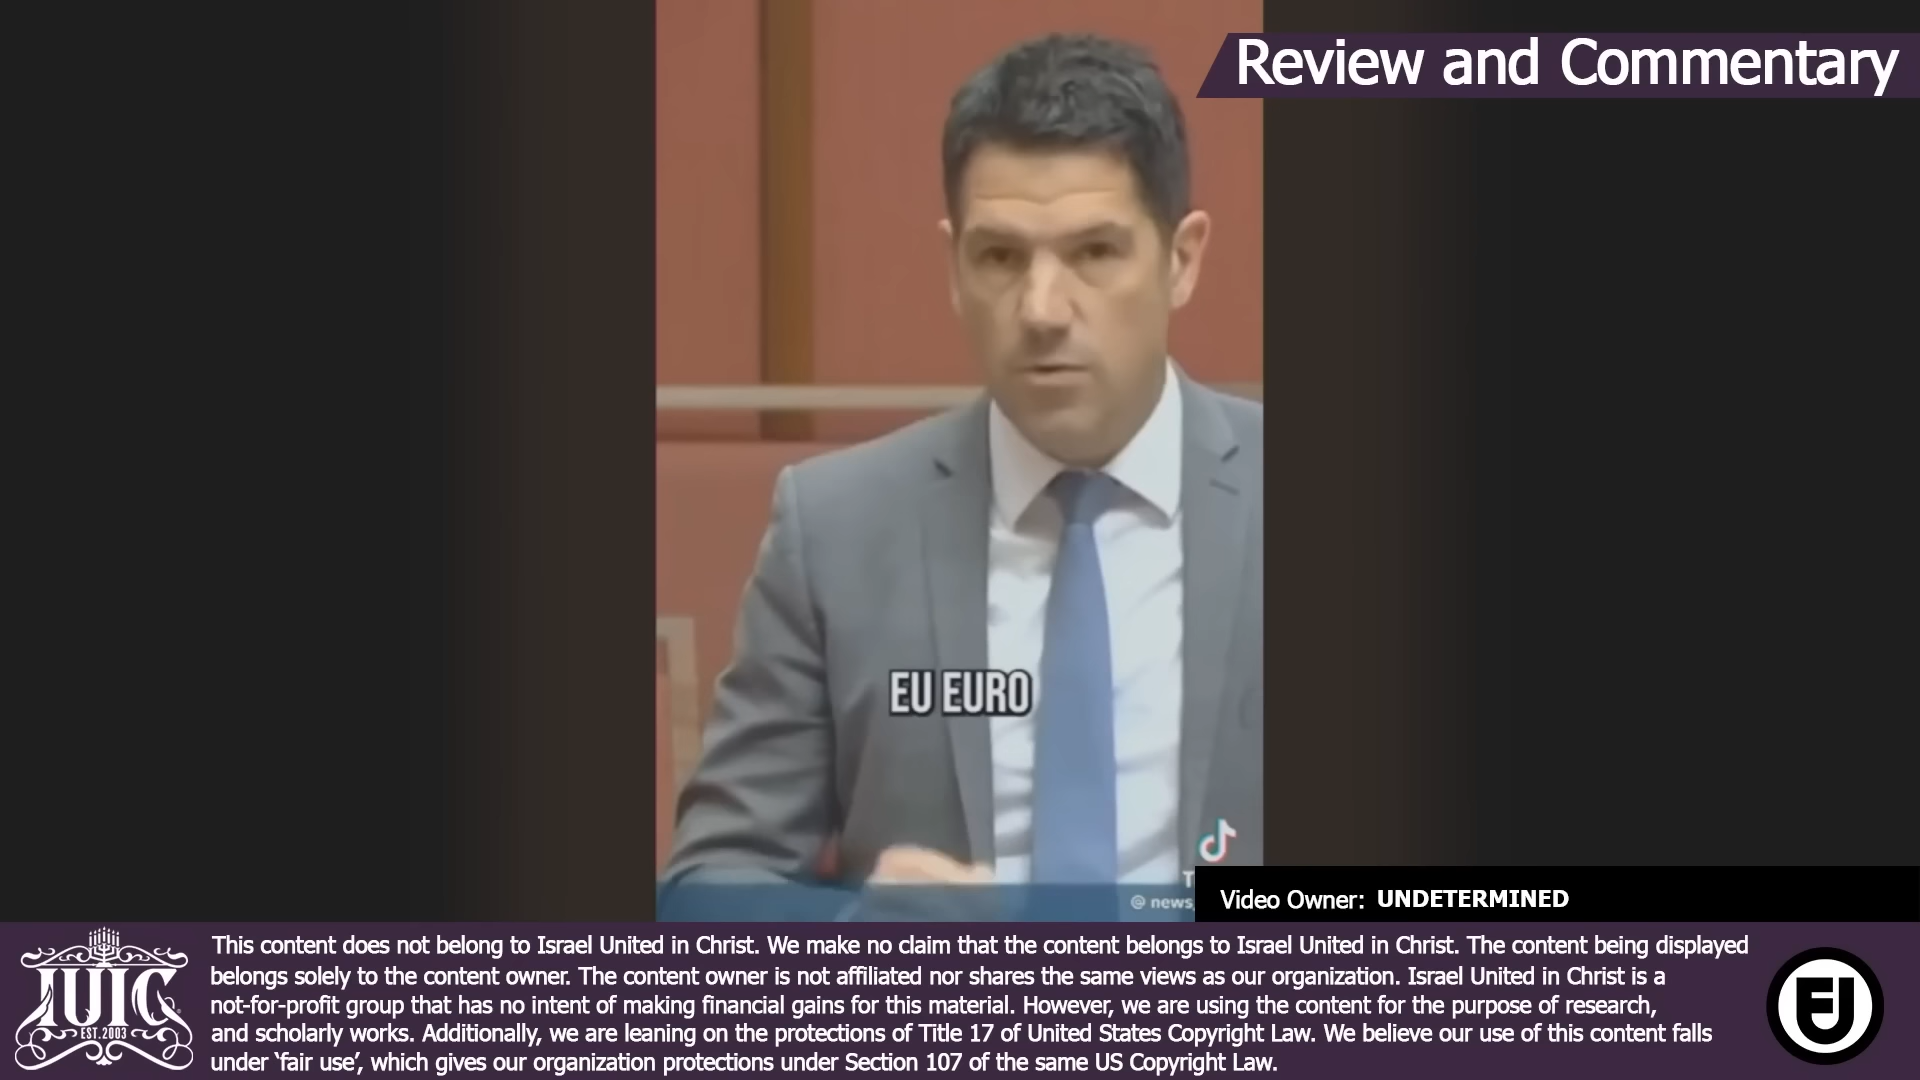 Review and Commentary
EU EURO
@ news
Video Owner: UNDETERMINED
IUIC
EST. 2003
This content does not belong to Israel United in Christ. We make no claim that the content belongs to Israel United in Christ. The content being displayed
belongs solely to the content owner. The content owner is not affiliated nor shares the same views as our organization. Israel United in Christ is a
not-for-profit group that has no intent of making financial gains for this material. However, we are using the content for the purpose of research,
and scholarly works. Additionally, we are leaning on the protections of Title 17 of United States Copyright Law. We believe our use of this content falls
under ‘fair use’, which gives our organization protections under Section 107 of the same US Copyright Law.